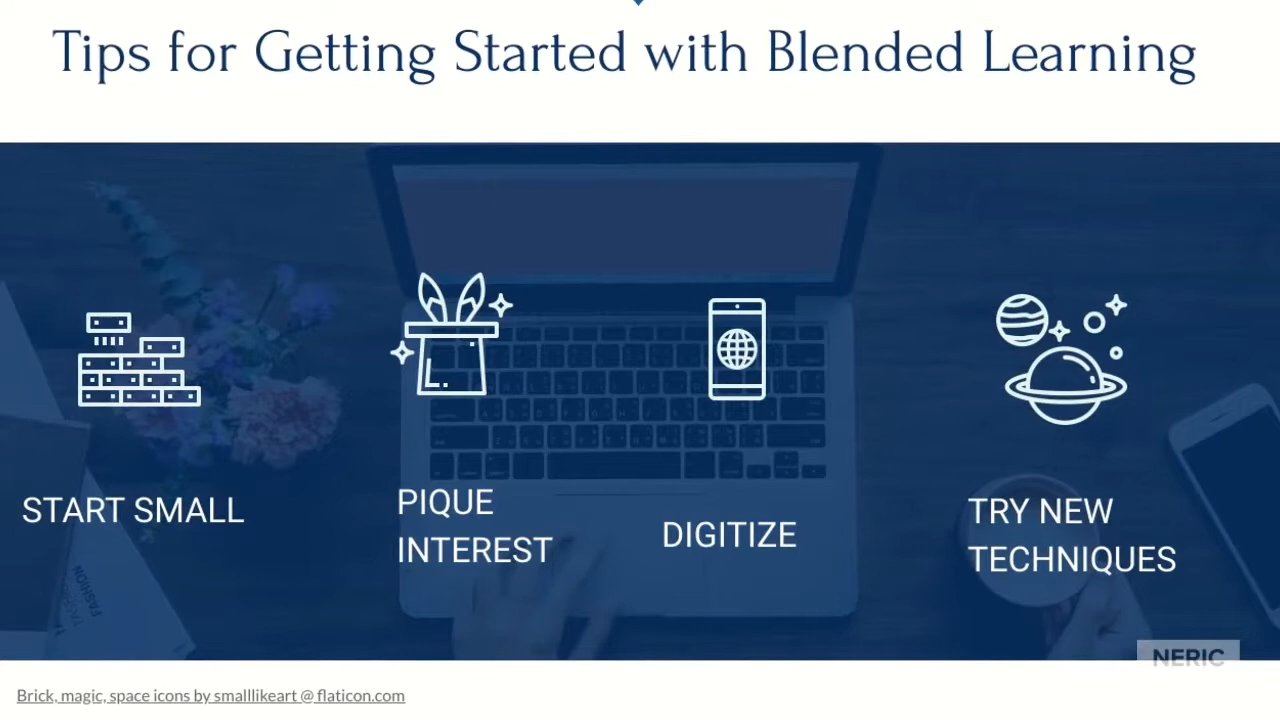 Tips for Getting Started with Blended Learning
START SMALL
PIQUE
INTEREST
DIGITIZE
TRY NEW
TECHNIQUES
FASHION
NERIC
Brick, magic, space icons by smalllikeart @ flaticon.com